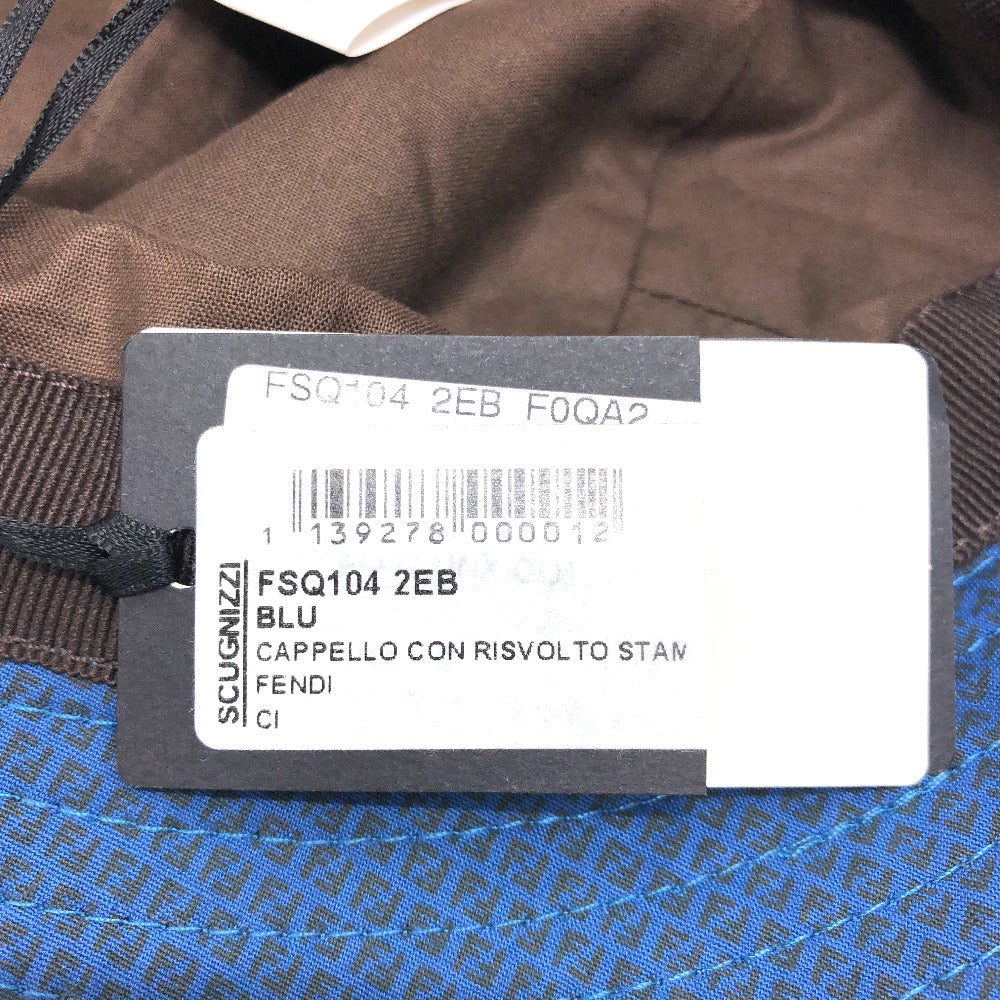 FSQ104 2EB F0QA2
1 139278 000012
SCUGNIZZI
FSQ104 2EB
BLU
CAPPELLO CON RISVOLTO STAM
FENDI
CI